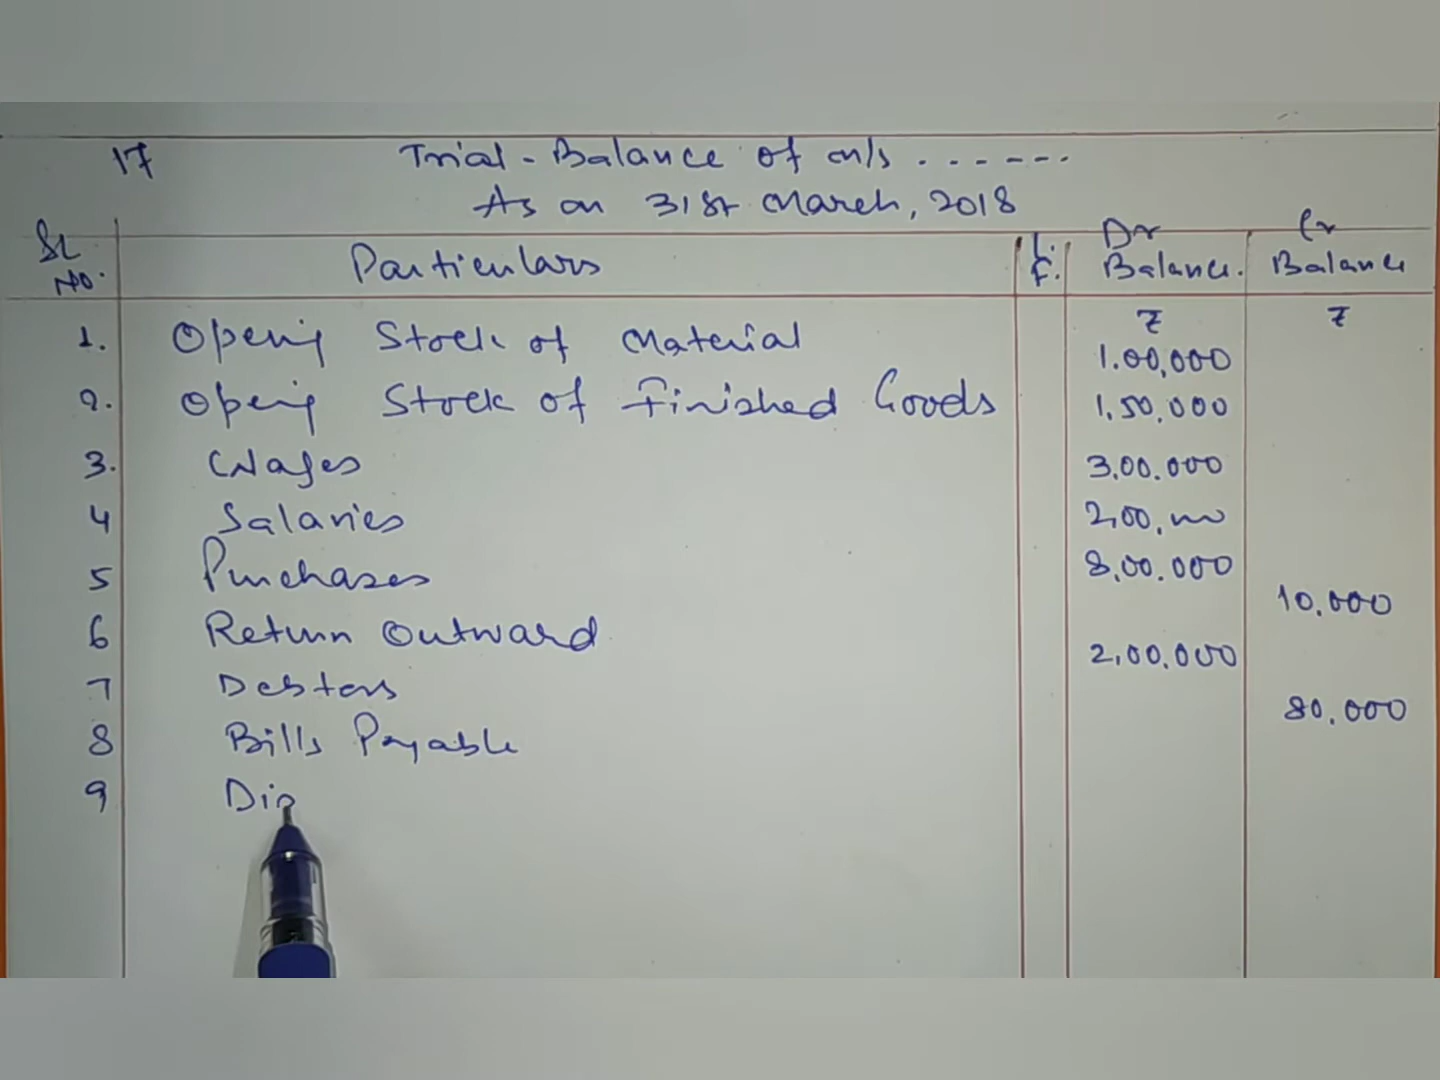 17 Trial-Balance of M/s . - - - - -
As on 31st March, 2018
Sl No. Particulars L.F. Dr Balance. Cr Balance
₹ ₹
1. Opening Stock of Material 1.00,000
2. Opening Stock of Finished Goods 1,50,000
3. Wages 3,00.000
4 Salaries 2,00,000
5 Purchases 8,00.000
6 Return Outward 10,000
7 Debtors 2,00,000
8 Bills Payable 80,000
9 Dis